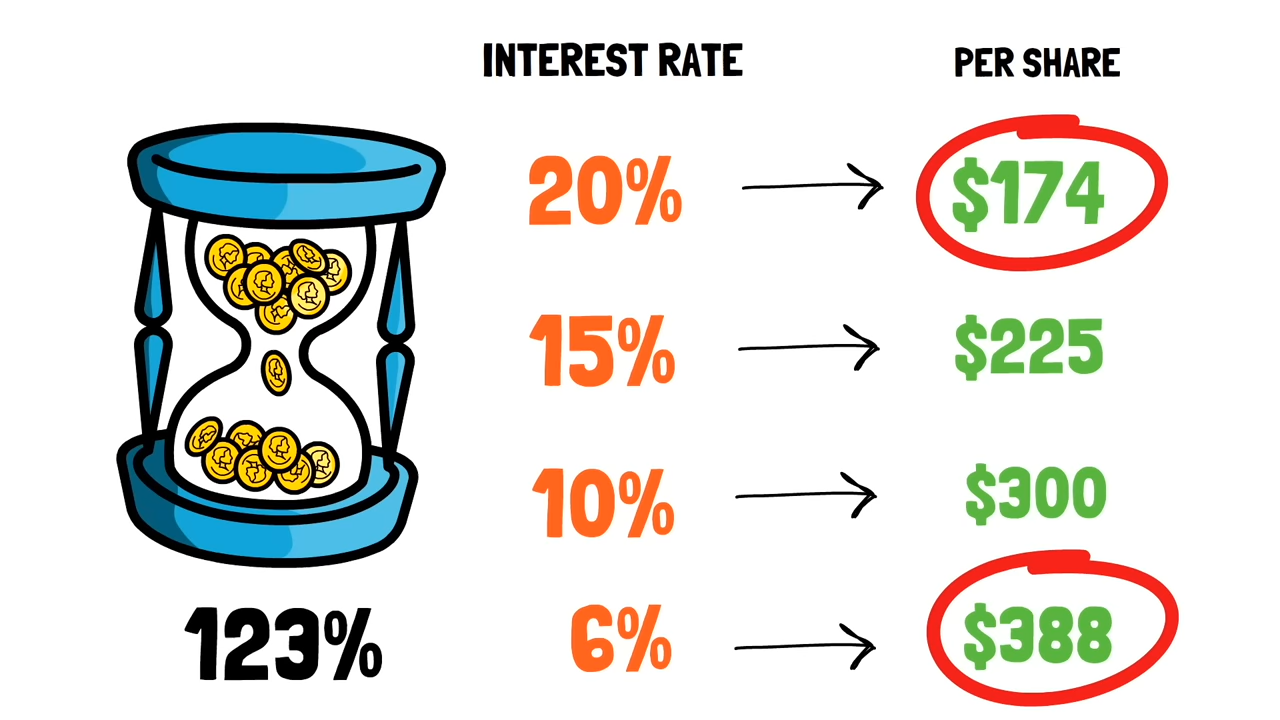 INTEREST RATE PER SHARE
20% $174
15% $225
10% $300
123% 6% $388